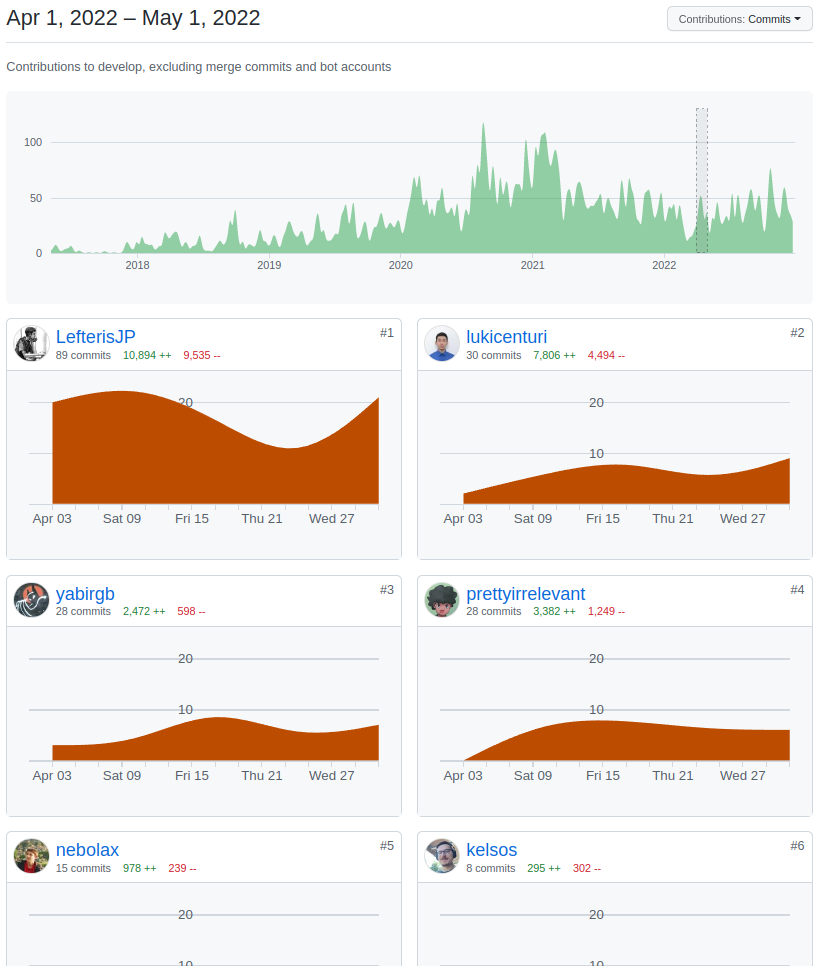 Apr 1, 2022 – May 1, 2022
Contributions: Commits
Contributions to develop, excluding merge commits and bot accounts
100
50
0
2018 2019 2020 2021 2022
LefterisJP #1
89 commits 10,894 ++ 9,535 --
20
Apr 03 Sat 09 Fri 15 Thu 21 Wed 27
lukicenturi #2
30 commits 7,806 ++ 4,494 --
20
10
Apr 03 Sat 09 Fri 15 Thu 21 Wed 27
yabirgb #3
28 commits 2,472 ++ 598 --
20
10
Apr 03 Sat 09 Fri 15 Thu 21 Wed 27
prettyirrelevant #4
28 commits 3,382 ++ 1,249 --
20
10
Apr 03 Sat 09 Fri 15 Thu 21 Wed 27
nebolax #5
15 commits 978 ++ 239 --
20
10
kelsos #6
8 commits 295 ++ 302 --
20
10